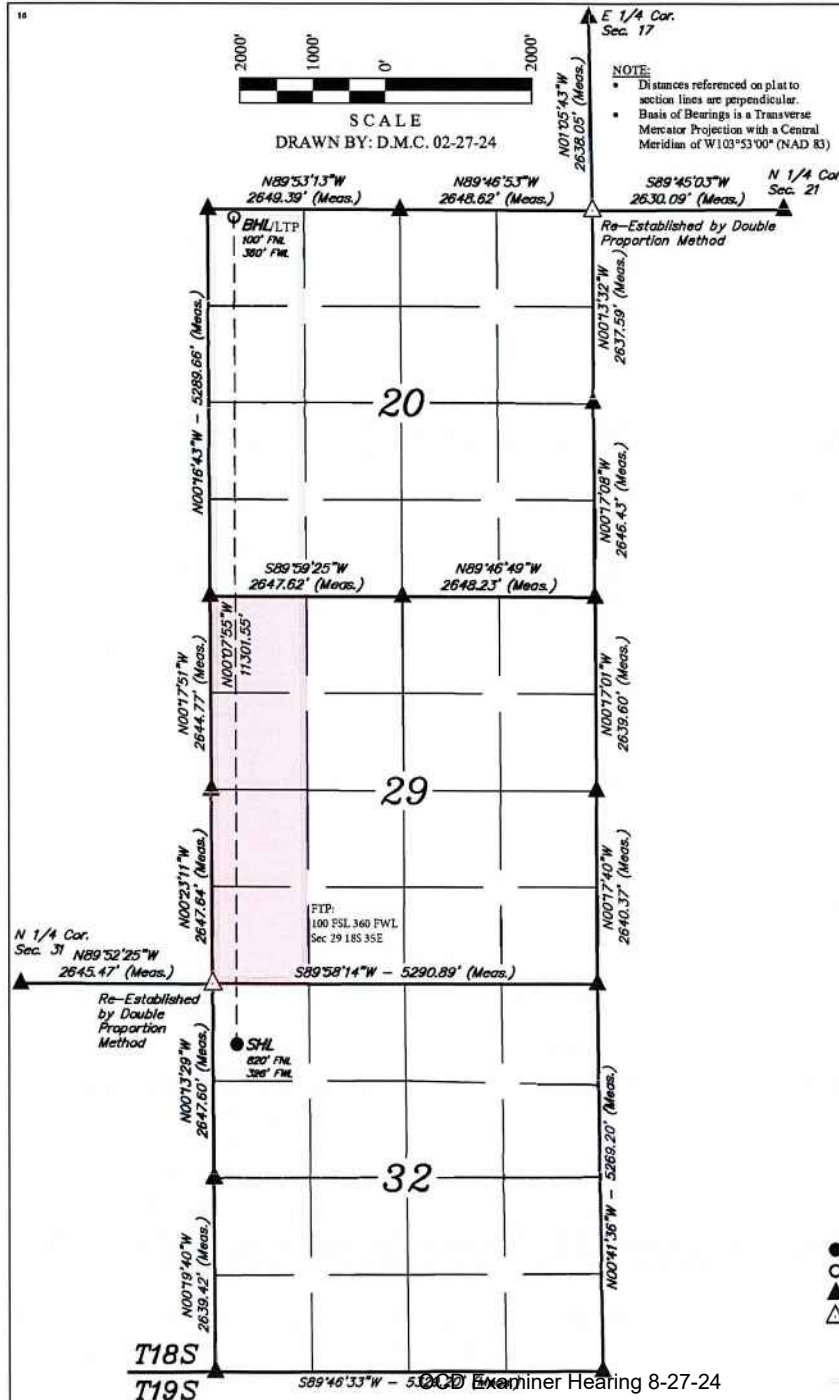 16
2000'
1000'
0'
2000'
SCALE
DRAWN BY: D.M.C. 02-27-24
E 1/4 Cor.
Sec. 17
NOTE:
• Distances referenced on plat to
section lines are perpendicular.
• Basis of Bearings is a Transverse
Mercator Projection with a Central
Meridian of W103°53'00" (NAD 83)
N01°05'43"W
2638.05' (Meas.)
N89°53'13"W
2649.39' (Meas.)
N89°46'53"W
2648.62' (Meas.)
S89°45'03"W
2630.09' (Meas.)
N 1/4 Cor.
Sec. 21
BHL/LTP
100' FNL
360' FWL
Re-Established by Double
Proportion Method
N00°16'43"W - 5289.66' (Meas.)
N00°13'32"W
2637.59' (Meas.)
20
N00°17'08"W
2646.43' (Meas.)
S89°59'25"W
2647.62' (Meas.)
N89°46'49"W
2648.23' (Meas.)
N00°07'55"W
11301.55'
N00°17'51"W
2644.77' (Meas.)
N00°17'01"W
2639.60' (Meas.)
29
N00°23'11"W
2647.64' (Meas.)
N00°17'40"W
2640.37' (Meas.)
FTP:
100 FSL 360 FWL
Sec 29 18S 35E
N 1/4 Cor.
Sec. 31
N89°52'25"W
2645.47' (Meas.)
S89°58'14"W - 5290.89' (Meas.)
Re-Established
by Double
Proportion
Method
SHL
620' FNL
N00°13'29"W
2647.60' (Meas.)
N00°41'36"W - 5269.20' (Meas.)
32
N00°19'40"W
2639.42' (Meas.)
T18S
T19S
S89°46'33"W -
OCD Examiner Hearing 8-27-24